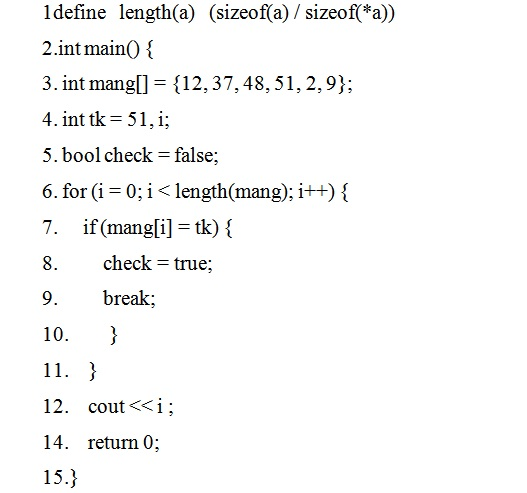 1define length(a) (sizeof(a) / sizeof(*a))
2.int main() {
3. int mang[] = {12, 37, 48, 51, 2, 9};
4. int tk = 51, i;
5. bool check = false;
6. for (i = 0; i < length(mang); i++) {
7. if (mang[i] = tk) {
8. check = true;
9. break;
10. }
11. }
12. cout << i ;
14. return 0;
15.}